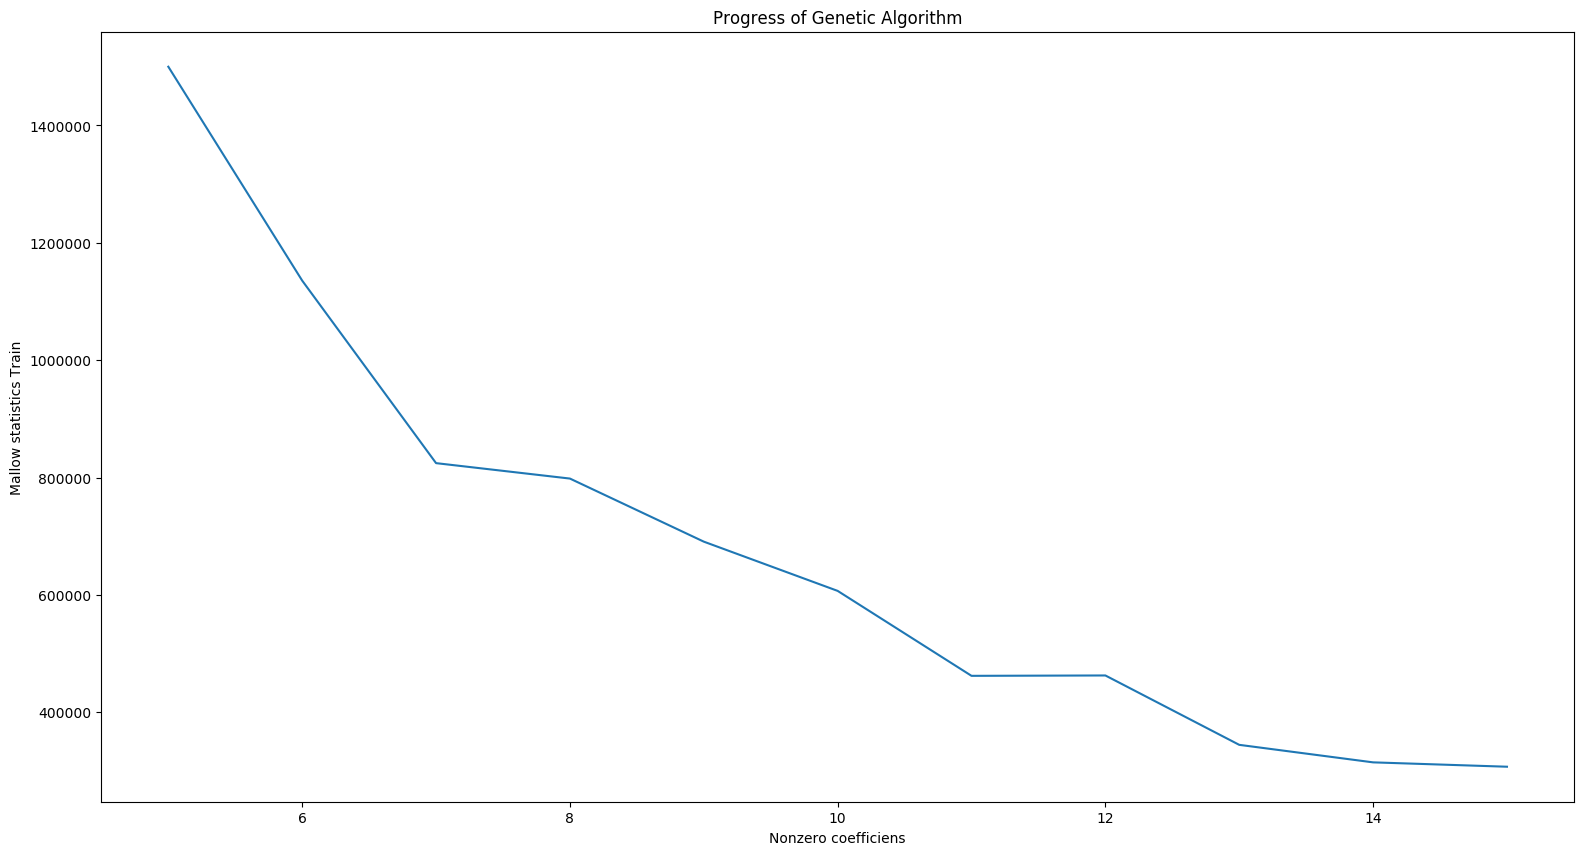 Progress of Genetic Algorithm
1400000
1200000
1000000
800000
600000
400000
Mallow statistics Train
6 8 10 12 14
Nonzero coefficiens